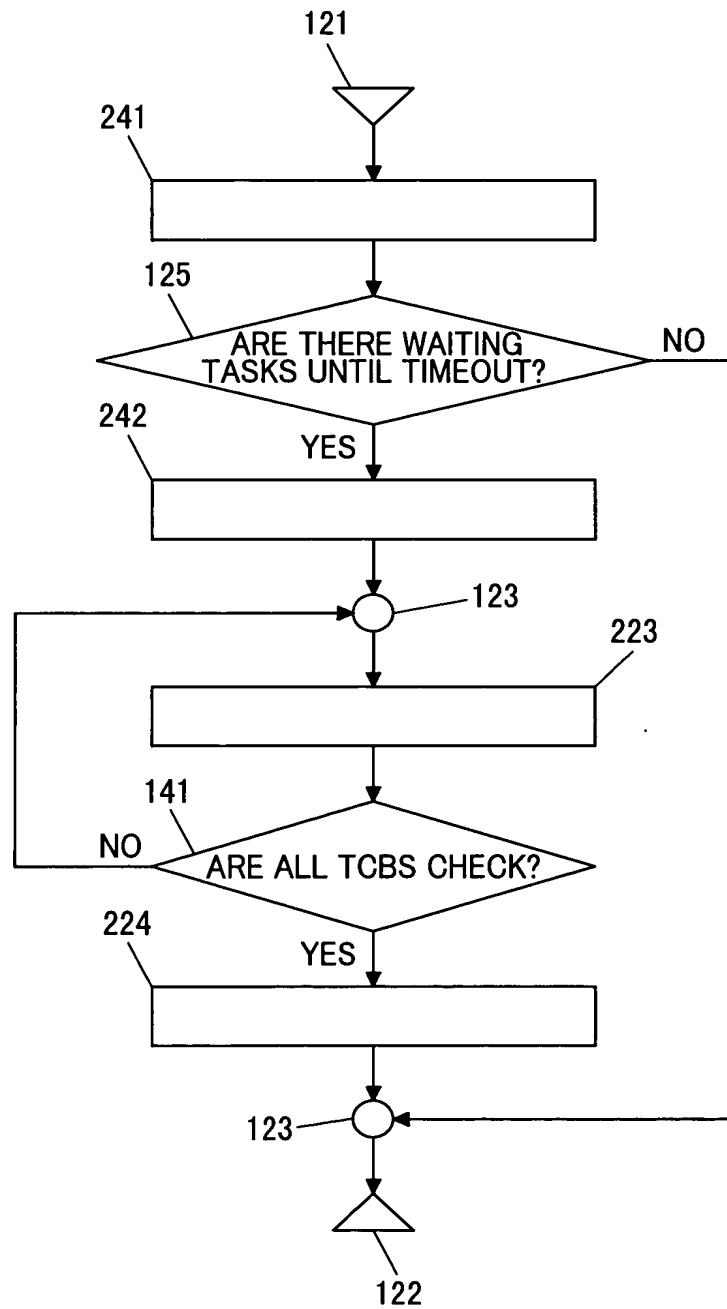 121
241
125
ARE THERE WAITING
TASKS UNTIL TIMEOUT?
NO
242
YES
123
223
141
NO
ARE ALL TCBS CHECK?
224
YES
123
122